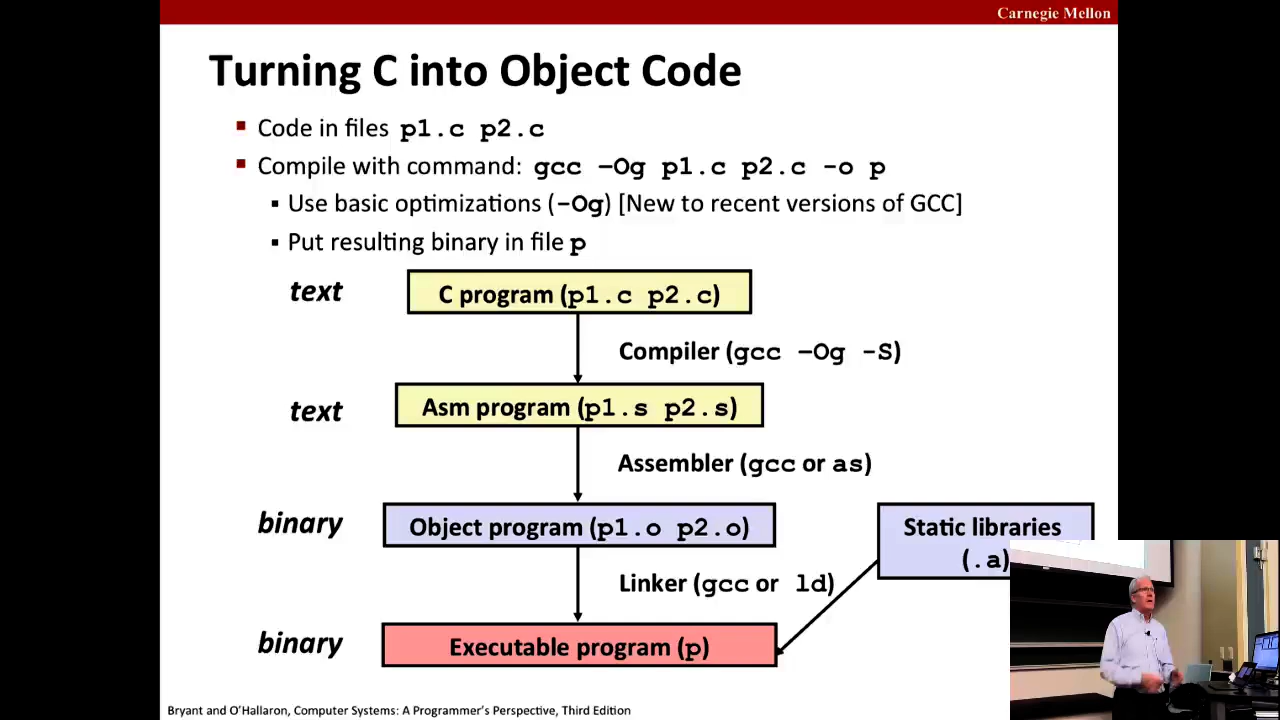 Carnegie Mellon
Turning C into Object Code
Code in files p1.c p2.c
Compile with command: gcc –Og p1.c p2.c -o p
Use basic optimizations (-Og) [New to recent versions of GCC]
Put resulting binary in file p
text C program (p1.c p2.c)
Compiler (gcc –Og -S)
text Asm program (p1.s p2.s)
Assembler (gcc or as)
binary Object program (p1.o p2.o) Static libraries
(.a)
Linker (gcc or ld)
binary Executable program (p)
Bryant and O'Hallaron, Computer Systems: A Programmer's Perspective, Third Edition